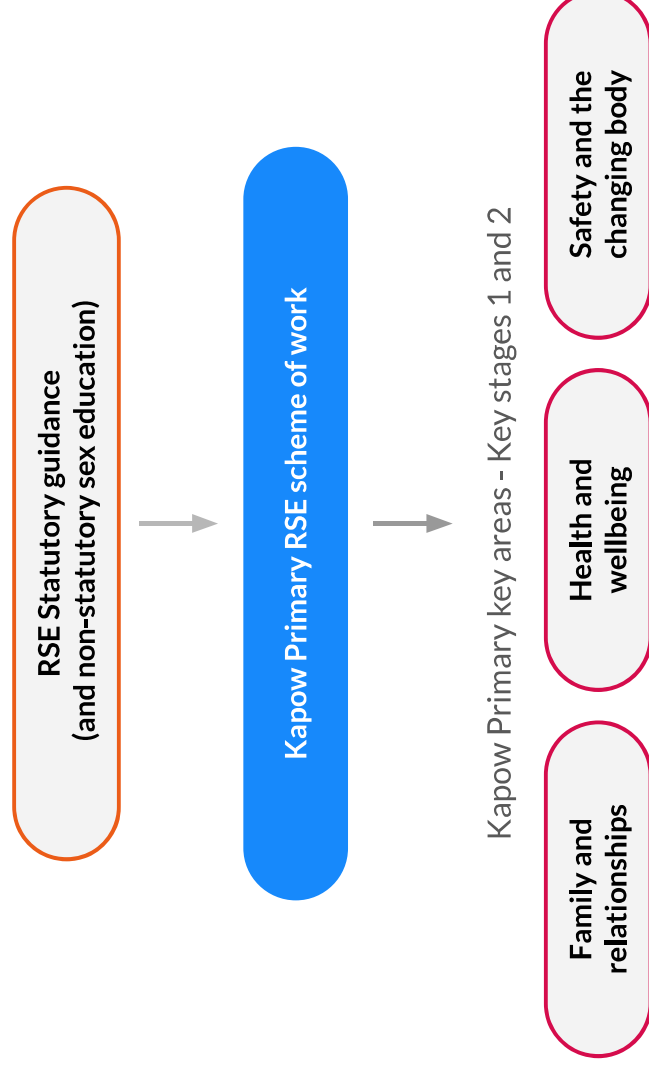 RSE Statutory guidance
(and non-statutory sex education)
Kapow Primary RSE scheme of work
Kapow Primary key areas - Key stages 1 and 2
Family and
relationships
Health and
wellbeing
Safety and the
changing body